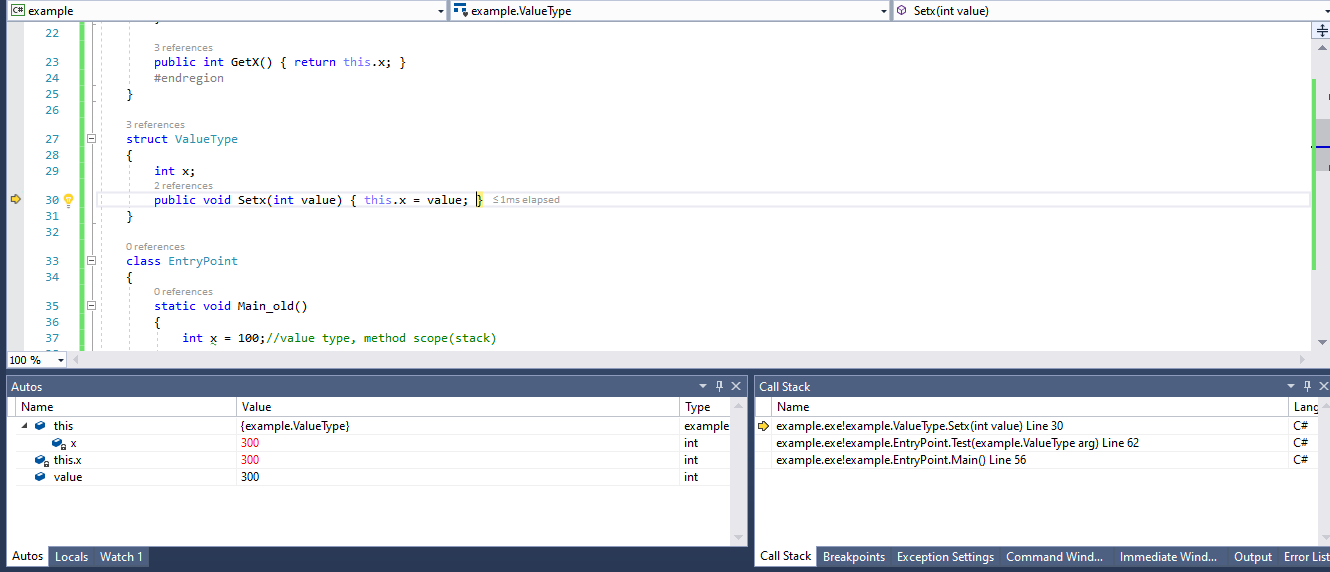 C# example example.ValueType Setx(int value)
22
3 references
23 public int GetX() { return this.x; }
24 #endregion
25 }
26
3 references
27 struct ValueType
28 {
29 int x;
2 references
30 public void Setx(int value) { this.x = value; } ≤1ms elapsed
31 }
32
0 references
33 class EntryPoint
34 {
0 references
35 static void Main_old()
36 {
37 int x = 100;//value type, method scope(stack)
100 %
Autos
Name Value Type
this {example.ValueType} example
x 300 int
this.x 300 int
value 300 int
Autos Locals Watch 1
Call Stack
Name Lang
example.exe!example.ValueType.Setx(int value) Line 30 C#
example.exe!example.EntryPoint.Test(example.ValueType arg) Line 62 C#
example.exe!example.EntryPoint.Main() Line 56 C#
Call Stack Breakpoints Exception Settings Command Wind... Immediate Wind... Output Error List